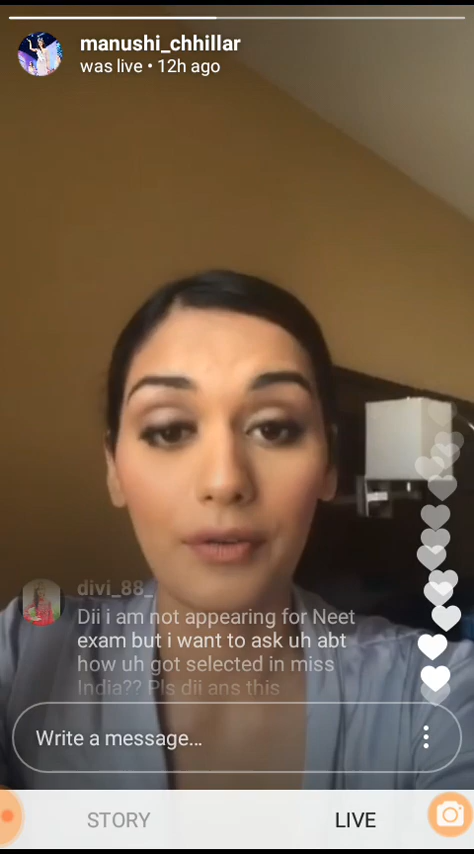 manushi_chhillar
was live • 12h ago
divi_88_
Dii i am not appearing for Neet
exam but i want to ask uh abt
how uh got selected in miss
India?? Pls dii ans this
Write a message...
STORY
LIVE